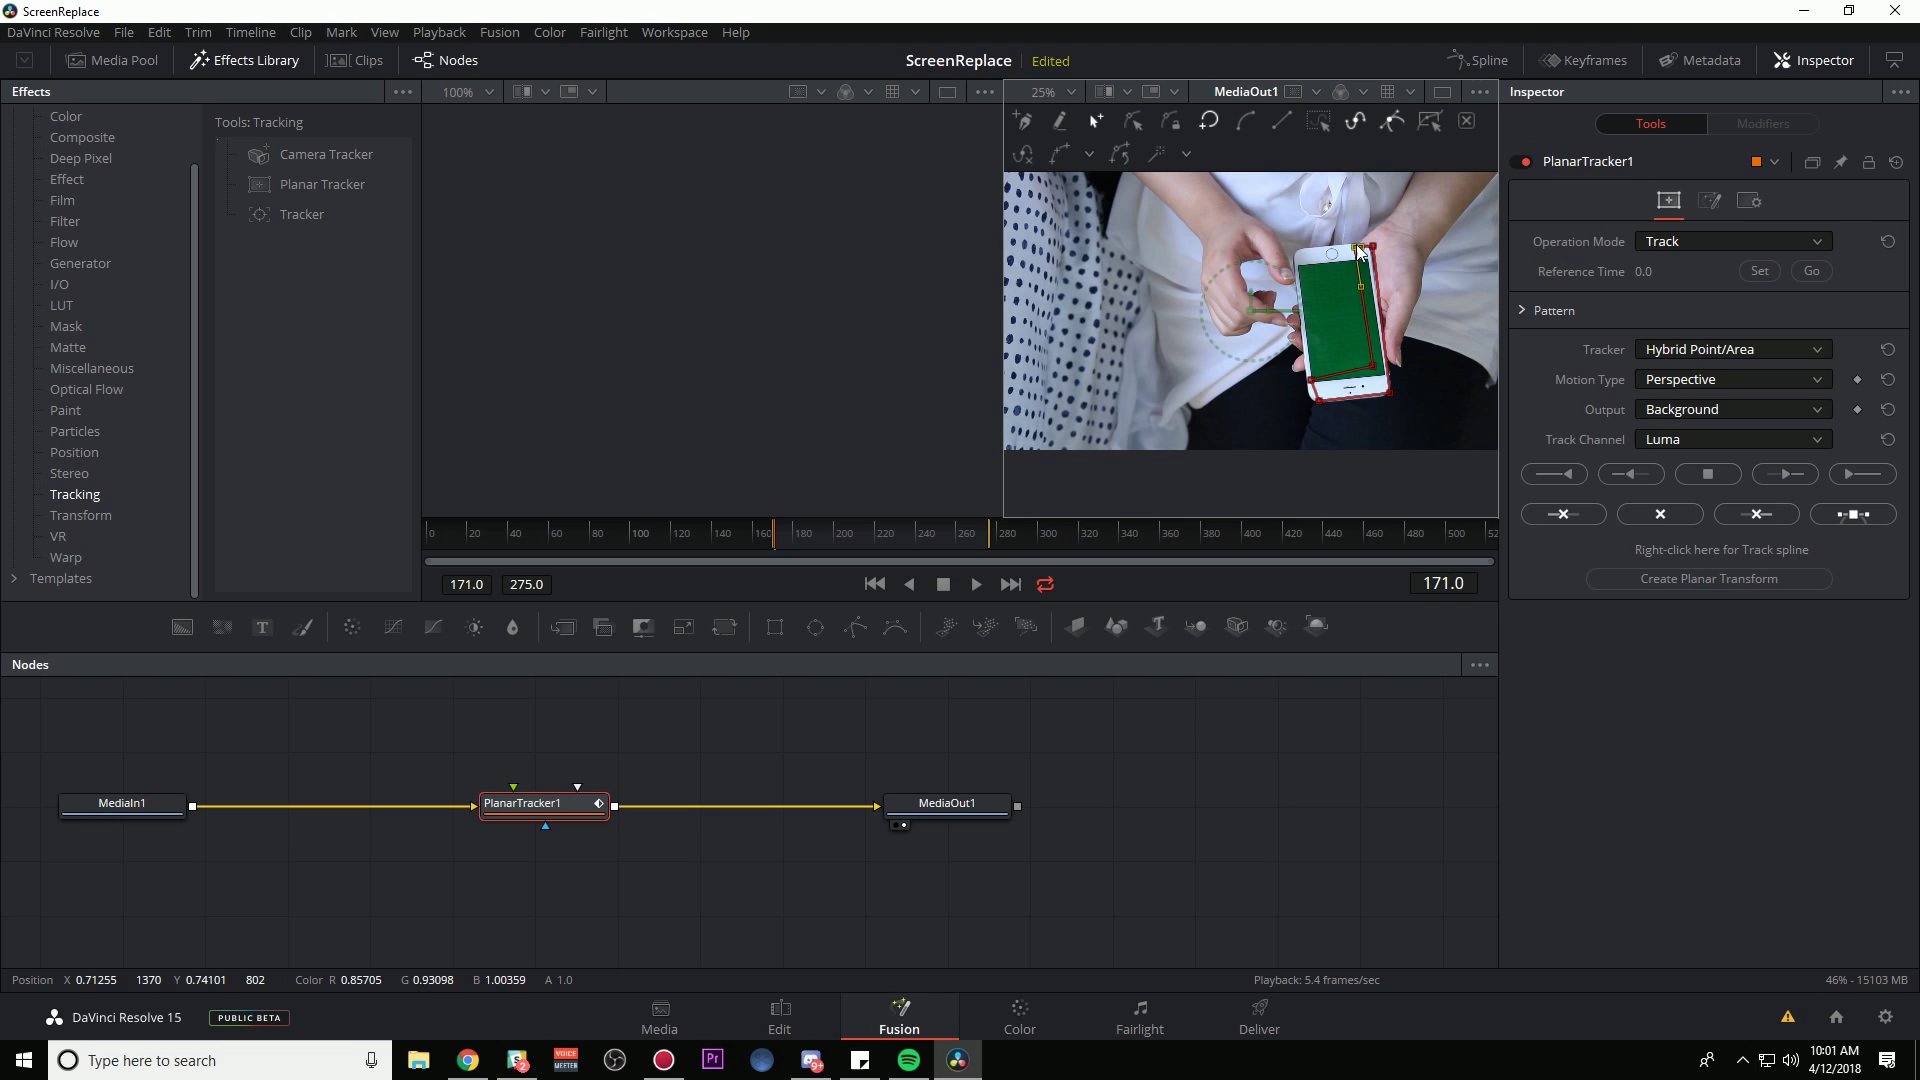 ScreenReplace
DaVinci Resolve File Edit Trim Timeline Clip Mark View Playback Fusion Color Fairlight Workspace Help
Media Pool Effects Library Clips Nodes ScreenReplace Edited Spline Keyframes Metadata Inspector
Effects 100% 25% MediaOut1 Inspector
Color
Composite
Deep Pixel
Effect
Film
Filter
Flow
Generator
I/O
LUT
Mask
Matte
Miscellaneous
Optical Flow
Paint
Particles
Position
Stereo
Tracking
Transform
VR
Warp
Templates
Tools: Tracking
Camera Tracker
Planar Tracker
Tracker
Tools Modifiers
PlanarTracker1
Operation Mode Track
Reference Time 0.0 Set Go
Pattern
Tracker Hybrid Point/Area
Motion Type Perspective
Output Background
Track Channel Luma
Right-click here for Track spline
Create Planar Transform
0 20 40 60 80 100 120 140 160 180 200 220 240 260 280 300 320 340 360 380 400 420 440 460 480 500 52
171.0 275.0 171.0
Nodes
MediaIn1 PlanarTracker1 MediaOut1
Position X 0.71255 1370 Y 0.74101 802 Color R 0.85705 G 0.93098 B 1.00359 A 1.0 Playback: 5.4 frames/sec 46% - 15103 MB
DaVinci Resolve 15 PUBLIC BETA Media Edit Fusion Color Fairlight Deliver
Type here to search VOICE MEETER Pr 2 9+ 10:01 AM
4/12/2018